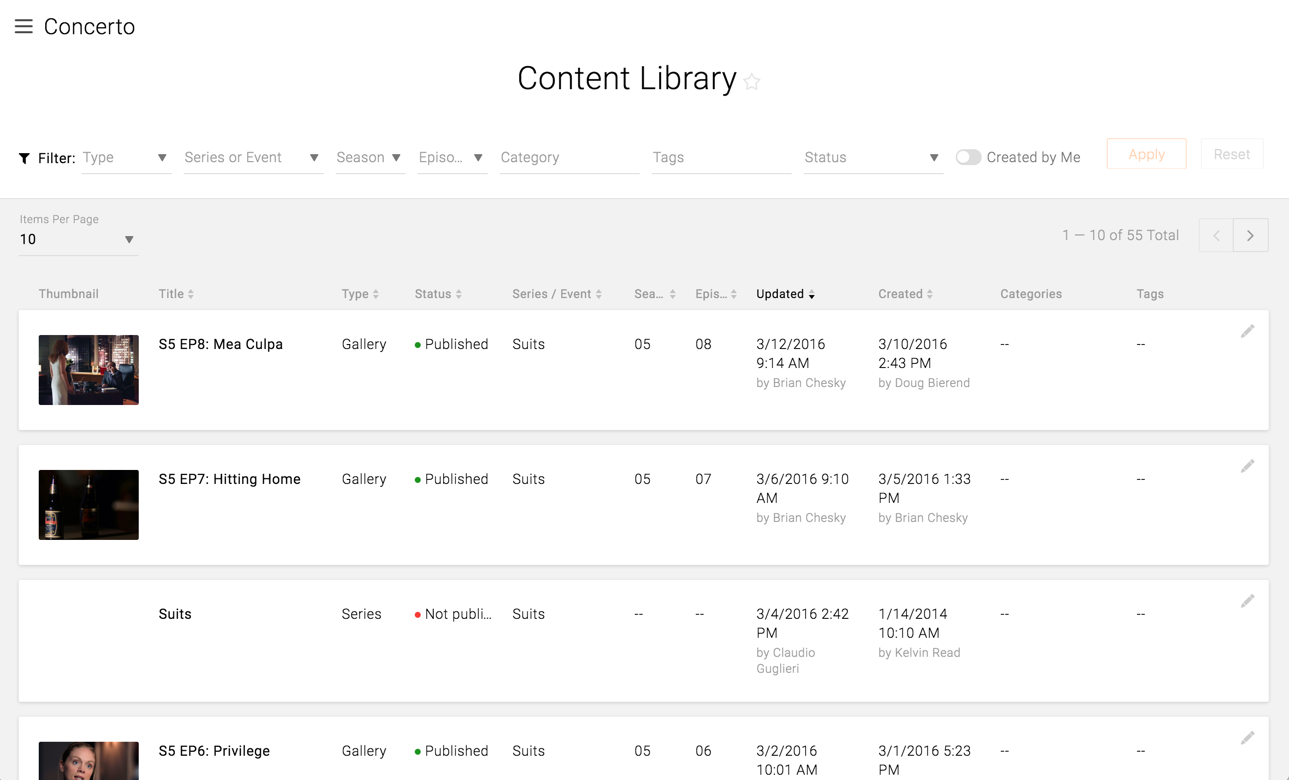 Concerto
Content Library
Filter: Type Series or Event Season Episo... Category Tags Status Created by Me Apply Reset
Items Per Page
10
1 — 10 of 55 Total
Thumbnail Title Type Status Series / Event Sea... Epis... Updated Created Categories Tags
S5 EP8: Mea Culpa Gallery Published Suits 05 08 3/12/2016 3/10/2016 -- --
9:14 AM 2:43 PM
by Brian Chesky by Doug Bierend
S5 EP7: Hitting Home Gallery Published Suits 05 07 3/6/2016 9:10 3/5/2016 1:33 -- --
AM PM
by Brian Chesky by Brian Chesky
Suits Series Not publi... Suits -- -- 3/4/2016 2:42 1/14/2014 -- --
PM 10:10 AM
by Claudio by Kelvin Read
Guglieri
S5 EP6: Privilege Gallery Published Suits 05 06 3/2/2016 3/1/2016 5:23 -- --
10:01 AM PM